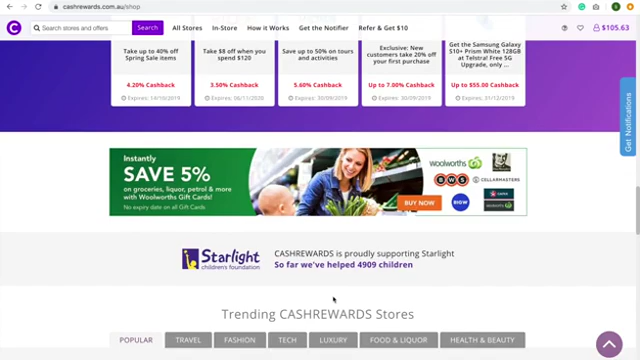 cashrewards.com.au/shop
C
Search stores and offers
Search
All Stores
In-Store
How it Works
Get the Notifier
Refer & Get $10
$105.63
Take up to 40% off
Spring Sale items
4.20% Cashback
Expires: 14/10/2019
Take $8 off when you
spend $120
3.50% Cashback
Save up to 50% on tours
and activities
5.60% Cashback
Expires: 30/09/2019
Exclusive: New
customers take 20% off
your first purchase
Up to 7.00% Cashback
Expires: 30/09/2019
Get the Samsung Galaxy
S10+ Prism White 128GB
at Telstra! Free 5G
Upgrade, only ...
Up to $55.00 Cashback
Expires: 31/12/2019
Get Notifications
Instantly
SAVE 5%
on groceries, liquor, petrol & more
with Woolworths Gift Cards!
No expiry date on all Gift Cards
BUY NOW
woolworths
BWS
CELLARMASTERS
BIGW
Starlight
children's foundation
CASHREWARDS is proudly supporting Starlight
So far we've helped 4909 children
Trending CASHREWARDS Stores
POPULAR
TRAVEL
FASHION
TECH
LUXURY
FOOD & LIQUOR
HEALTH & BEAUTY